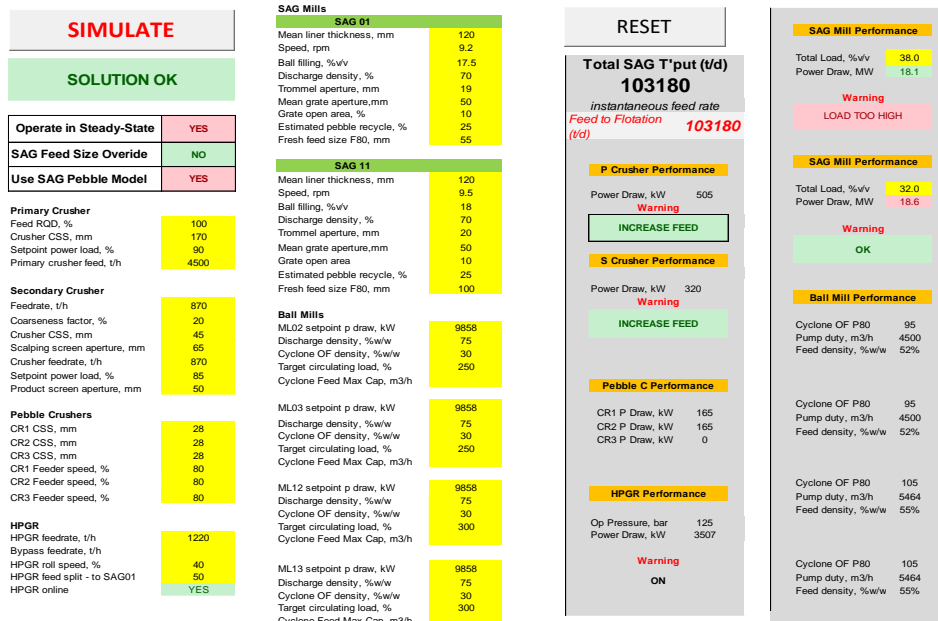 SIMULATE
SOLUTION OK
Operate in Steady-State YES
SAG Feed Size Overide NO
Use SAG Pebble Model YES
Primary Crusher
Feed RQD, % 100
Crusher CSS, mm 170
Setpoint power load, % 90
Primary crusher feed, t/h 4500
Secondary Crusher
Feedrate, t/h 870
Coarseness factor, % 20
Crusher CSS, mm 45
Scalping screen aperture, mm 65
Crusher feedrate, t/h 870
Setpoint power load, % 85
Product screen aperture, mm 50
Pebble Crushers
CR1 CSS, mm 28
CR2 CSS, mm 28
CR3 CSS, mm 28
CR1 Feeder speed, % 80
CR2 Feeder speed, % 80
CR3 Feeder speed, % 80
HPGR
HPGR feedrate, t/h 1220
Bypass feedrate, t/h
HPGR roll speed, % 40
HPGR feed split - to SAG01 50
HPGR online YES
SAG Mills
SAG 01
Mean liner thickness, mm 120
Speed, rpm 9.2
Ball filling, %v/v 17.5
Discharge density, % 70
Trommel aperture, mm 19
Mean grate aperture,mm 50
Grate open area, % 10
Estimated pebble recycle, % 25
Fresh feed size F80, mm 55
SAG 11
Mean liner thickness, mm 120
Speed, rpm 9.5
Ball filling, %v/v 18
Discharge density, % 70
Trommel aperture, mm 20
Mean grate aperture,mm 50
Grate open area 10
Estimated pebble recycle, % 25
Fresh feed size F80, mm 100
Ball Mills
ML02 setpoint p draw, kW 9858
Discharge density, %w/w 75
Cyclone OF density, %w/w 30
Target circulating load, % 250
Cyclone Feed Max Cap, m3/h
ML03 setpoint p draw, kW 9858
Discharge density, %w/w 75
Cyclone OF density, %w/w 30
Target circulating load, % 250
Cyclone Feed Max Cap, m3/h
ML12 setpoint p draw, kW 9858
Discharge density, %w/w 75
Cyclone OF density, %w/w 30
Target circulating load, % 300
Cyclone Feed Max Cap, m3/h
ML13 setpoint p draw, kW 9858
Discharge density, %w/w 75
Cyclone OF density, %w/w 30
Target circulating load, % 300
Cyclone Feed Max Cap, m3/h
RESET
Total SAG T'put (t/d)
103180
instantaneous feed rate
Feed to Flotation
(t/d) 103180
P Crusher Performance
Power Draw, kW 505
Warning
INCREASE FEED
S Crusher Performance
Power Draw, kW 320
Warning
INCREASE FEED
Pebble C Performance
CR1 P Draw, kW 165
CR2 P Draw, kW 165
CR3 P Draw, kW 0
HPGR Performance
Op Pressure, bar 125
Power Draw, kW 3507
Warning
ON
SAG Mill Performance
Total Load, %v/v 38.0
Power Draw, MW 18.1
Warning
LOAD TOO HIGH
SAG Mill Performance
Total Load, %v/v 32.0
Power Draw, MW 18.6
Warning
OK
Ball Mill Performance
Cyclone OF P80 95
Pump duty, m3/h 4500
Feed density, %w/w 52%
Cyclone OF P80 95
Pump duty, m3/h 4500
Feed density, %w/w 52%
Cyclone OF P80 105
Pump duty, m3/h 5464
Feed density, %w/w 55%
Cyclone OF P80 105
Pump duty, m3/h 5464
Feed density, %w/w 55%